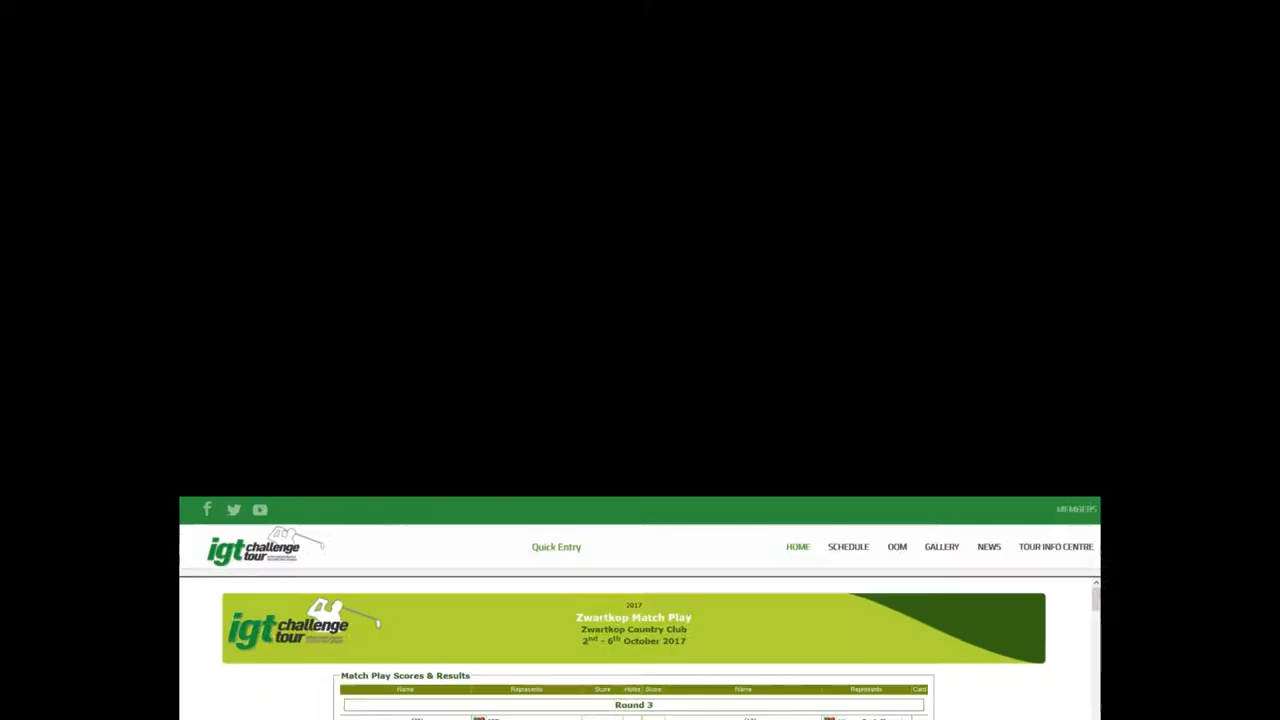 MEMBERS
igt challenge tour
Quick Entry
HOME SCHEDULE OOM GALLERY NEWS TOUR INFO CENTRE
igt challenge tour
2017
Zwartkop Match Play
Zwartkop Country Club
2nd - 6th October 2017
Match Play Scores & Results
Name Represents Score Holes Score Name Represents Card
Round 3